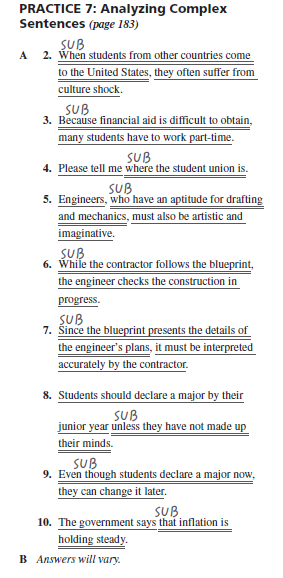 PRACTICE 7: Analyzing Complex
Sentences (page 183)
SUB
A 2. When students from other countries come
to the United States, they often suffer from
culture shock.
SUB
3. Because financial aid is difficult to obtain,
many students have to work part-time.
SUB
4. Please tell me where the student union is.
SUB
5. Engineers, who have an aptitude for drafting
and mechanics, must also be artistic and
imaginative.
SUB
6. While the contractor follows the blueprint,
the engineer checks the construction in
progress.
SUB
7. Since the blueprint presents the details of
the engineer's plans, it must be interpreted
accurately by the contractor.
8. Students should declare a major by their
SUB
junior year unless they have not made up
their minds.
SUB
9. Even though students declare a major now,
they can change it later.
SUB
10. The government says that inflation is
holding steady.
B Answers will vary.